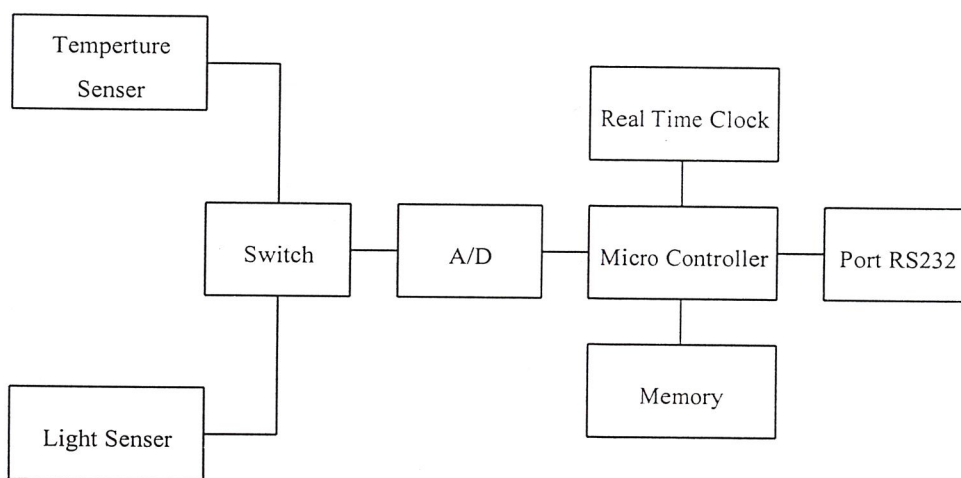 Temperture
Senser
Real Time Clock
Switch
A/D
Micro Controller
Port RS232
Memory
Light Senser